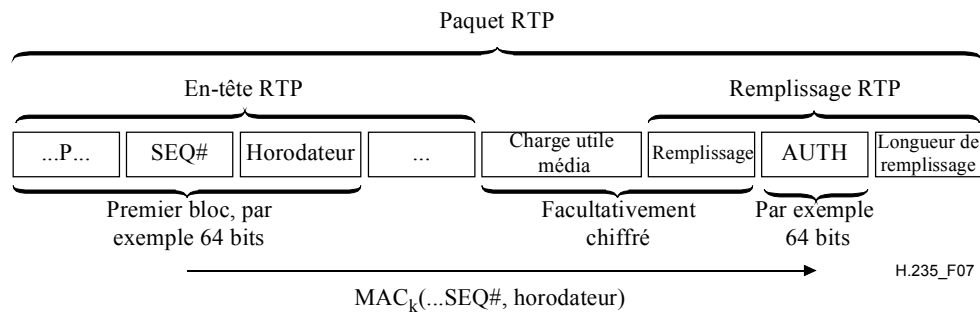 Paquet RTP
En-tête RTP
Remplissage RTP
...P...
SEQ#
Horodateur
...
Charge utile
média
Remplissage
AUTH
Longueur de
remplissage
Premier bloc, par
exemple 64 bits
Facultativement
chiffré
Par exemple
64 bits
H.235_F07
MACk(...SEQ#, horodateur)